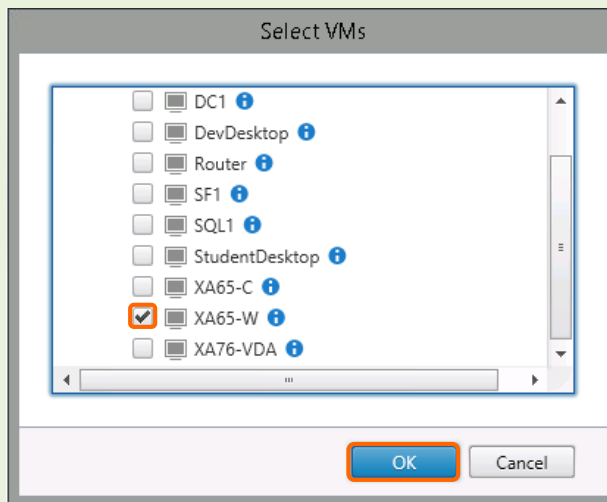 Select VMs
DC1
DevDesktop
Router
SF1
SQL1
StudentDesktop
XA65-C
XA65-W
XA76-VDA
OK Cancel